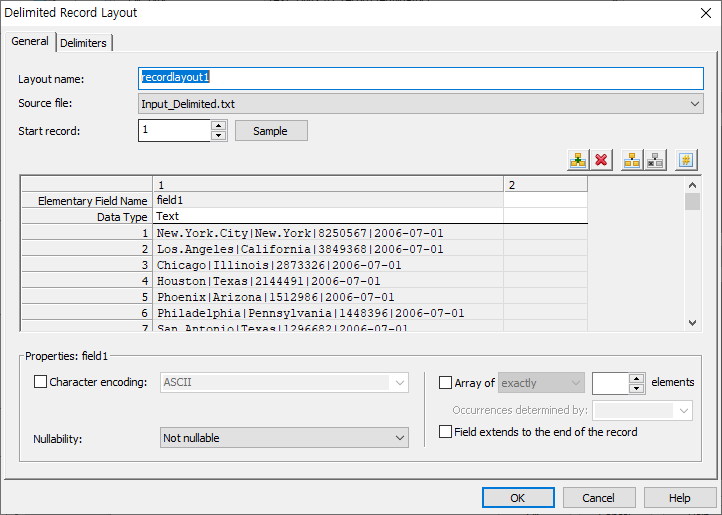 Delimited Record Layout
General Delimiters
Layout name: recordlayout1
Source file: Input_Delimited.txt
Start record: 1 Sample
1 2
Elementary Field Name field1
Data Type Text
1 New.York.City|New.York|8250567|2006-07-01
2 Los.Angeles|California|3849368|2006-07-01
3 Chicago|Illinois|2873326|2006-07-01
4 Houston|Texas|2144491|2006-07-01
5 Phoenix|Arizona|1512986|2006-07-01
6 Philadelphia|Pennsylvania|1448396|2006-07-01
7 San.Antonio|Texas|1296682|2006-07-01
Properties: field1
Character encoding: ASCII Array of exactly elements
Occurrences determined by:
Nullability: Not nullable Field extends to the end of the record
OK Cancel Help